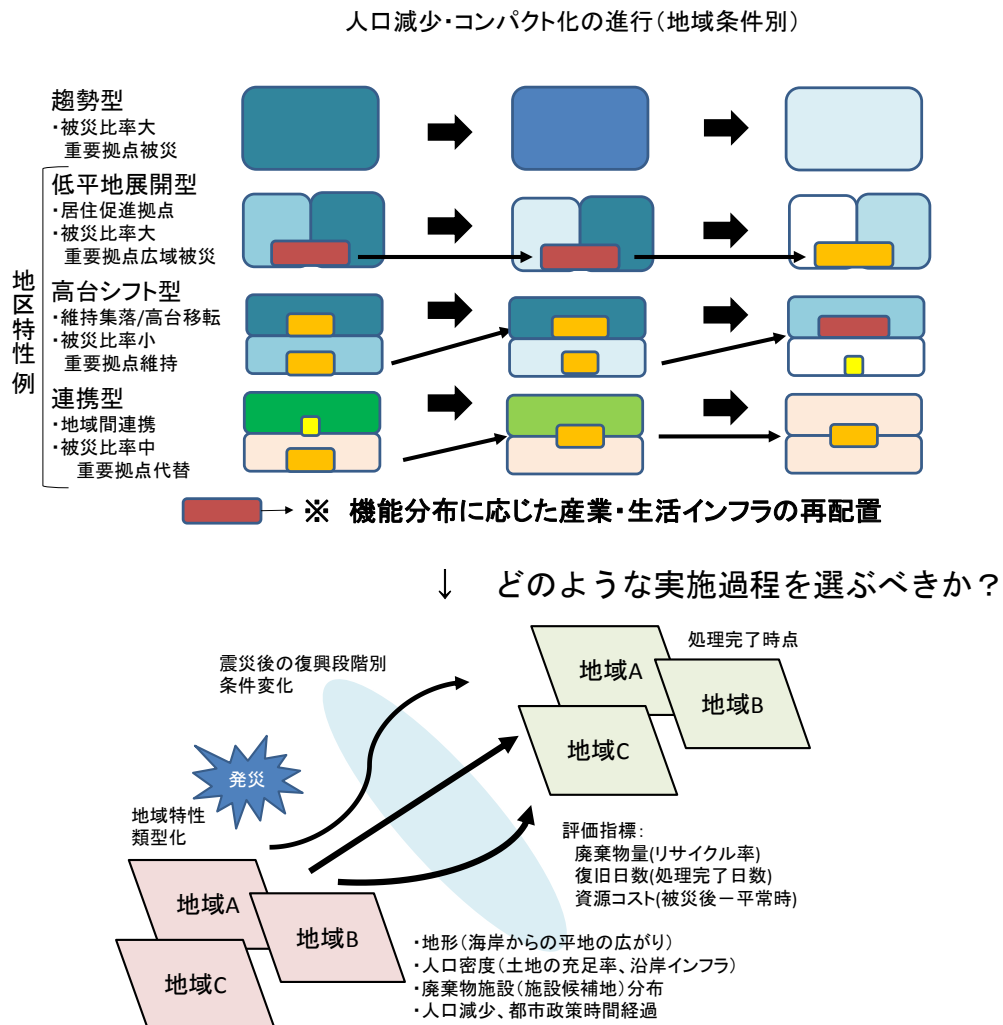 人口減少・コンパクト化の進行(地域条件別)
趨勢型
・被災比率大
重要拠点被災
低平地展開型
・居住促進拠点
・被災比率大
重要拠点広域被災
高台シフト型
・維持集落/高台移転
・被災比率小
重要拠点維持
連携型
・地域間連携
・被災比率中
重要拠点代替
地区特性例
※ 機能分布に応じた産業・生活インフラの再配置
↓ どのような実施過程を選ぶべきか?
震災後の復興段階別
条件変化
処理完了時点
地域A
地域B
地域C
発災
地域特性
類型化
評価指標:
廃棄物量(リサイクル率)
復旧日数(処理完了日数)
資源コスト(被災後-平常時)
地域A
地域B
地域C
・地形(海岸からの平地の広がり)
・人口密度(土地の充足率、沿岸インフラ)
・廃棄物施設(施設候補地)分布
・人口減少、都市政策時間経過